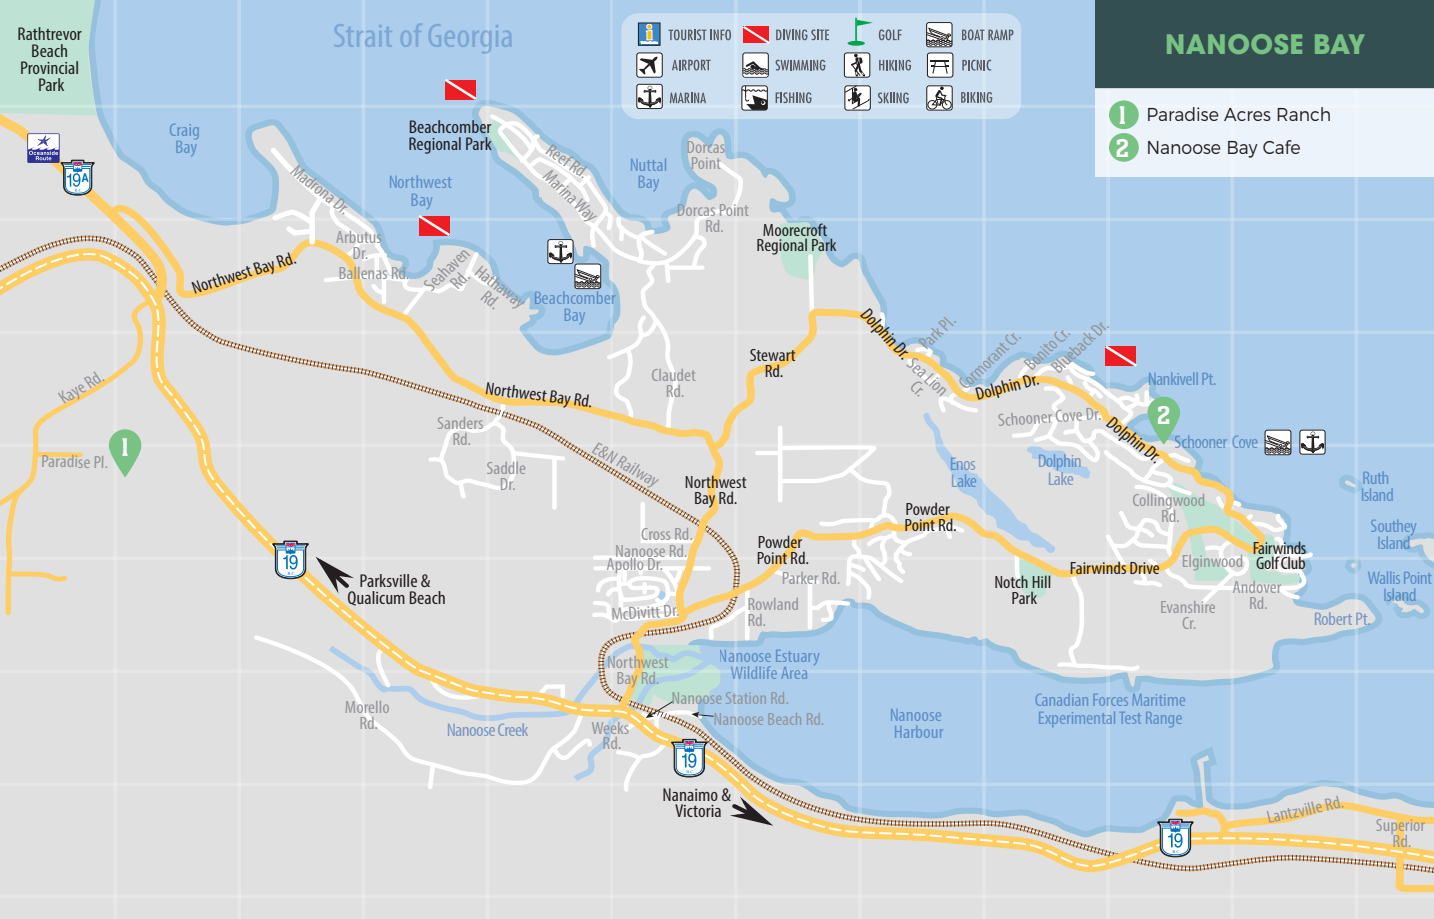 Rathtrevor
Beach
Provincial
Park
Strait of Georgia
TOURIST INFO
DIVING SITE
GOLF
BOAT RAMP
AIRPORT
SWIMMING
HIKING
PICNIC
MARINA
FISHING
SKIING
BIKING
NANOOSE BAY
1 Paradise Acres Ranch
2 Nanoose Bay Cafe
Oceanside
Route
19A
Craig
Bay
Northwest
Bay
Beachcomber
Regional Park
Reef Rd.
Marina Way
Nuttal
Bay
Dorcas
Point
Dorcas Point
Rd.
Moorecroft
Regional Park
Madrona Dr.
Arbutus
Dr.
Ballenas Rd.
Seahaven
Rd.
Hathaway
Rd.
Beachcomber
Bay
Northwest Bay Rd.
Dolphin Dr.
Park Pl.
Sea Lion
Cr.
Cormorant Cr.
Bonito Cr.
Blueback Dr.
Dolphin Dr.
Nankivell Pt.
Stewart
Rd.
Claudet
Rd.
Northwest Bay Rd.
Kaye Rd.
Schooner Cove Dr.
2
Dolphin Dr.
Schooner Cove
Sanders
Rd.
1
Paradise Pl.
E&N Railway
Saddle
Dr.
Enos
Lake
Dolphin
Lake
Northwest
Bay Rd.
Collingwood
Rd.
Ruth
Island
Southey
Island
Powder
Point Rd.
Cross Rd.
Nanoose Rd.
Apollo Dr.
Powder
Point Rd.
Parker Rd.
19
Parksville &
Qualicum Beach
Fairwinds
Golf Club
Elginwood
Fairwinds Drive
Notch Hill
Park
Andover
Rd.
Wallis Point
Island
McDivitt Dr.
Rowland
Rd.
Evanshire
Cr.
Robert Pt.
Northwest
Bay Rd.
Nanoose Estuary
Wildlife Area
Nanoose Station Rd.
Nanoose Beach Rd.
Morello
Rd.
Nanoose Creek
Weeks
Rd.
Nanoose
Harbour
Canadian Forces Maritime
Experimental Test Range
19
Nanaimo &
Victoria
19
Lantzville Rd.
Superior
Rd.